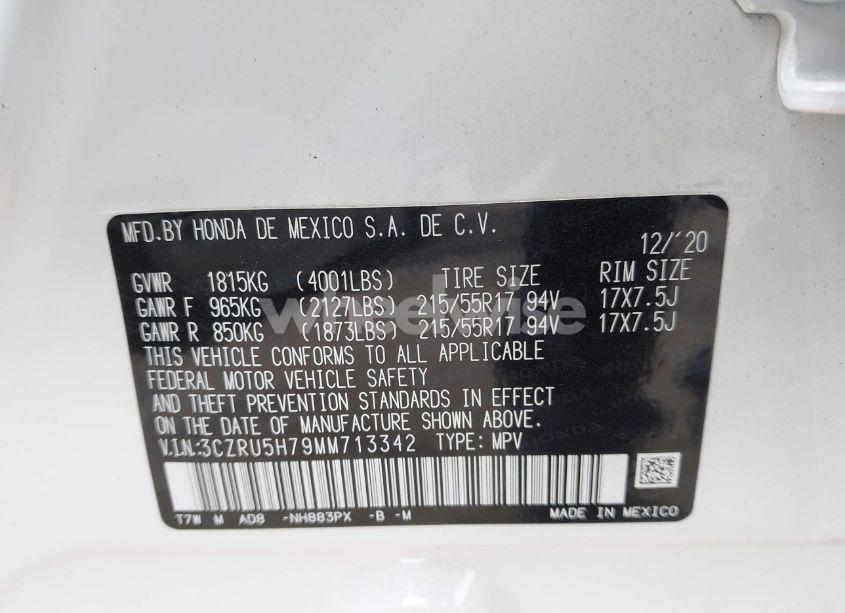 MFD.BY HONDA DE MEXICO S.A. DE C.V. 12/'20
GVWR 1815KG (4001LBS) TIRE SIZE RIM SIZE
GAWR F 965KG (2127LBS) 215/55R17 94V 17X7.5J
GAWR R 850KG (1873LBS) 215/55R17 94V 17X7.5J
THIS VEHICLE CONFORMS TO ALL APPLICABLE
FEDERAL MOTOR VEHICLE SAFETY
AND THEFT PREVENTION STANDARDS IN EFFECT
ON THE DATE OF MANUFACTURE SHOWN ABOVE.
V.I.N:3CZRU5H79MM713342 TYPE: MPV
T7W M AD8 -NH883PX -B -M MADE IN MEXICO